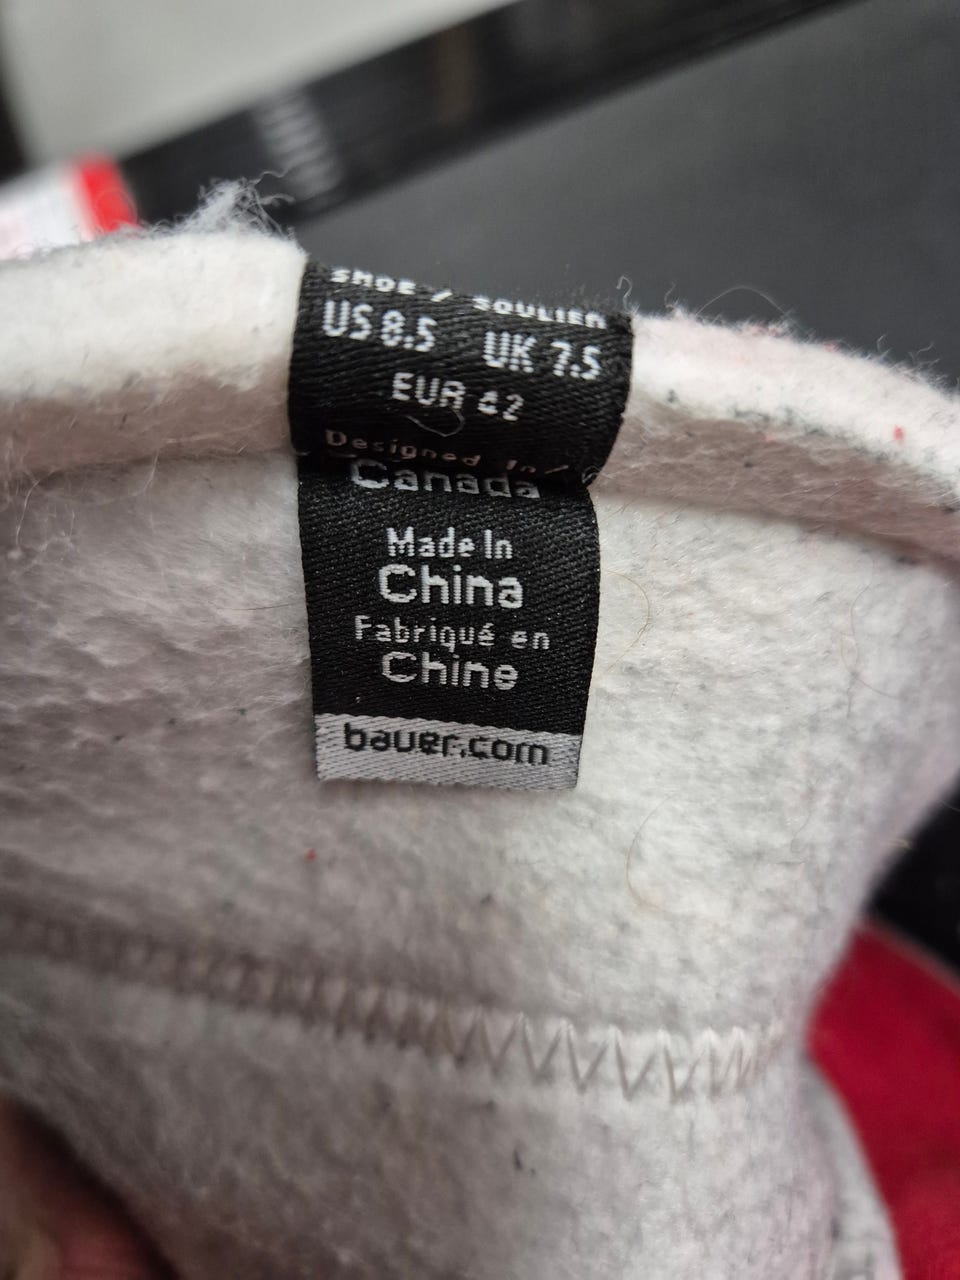 SHOE / SOULIER
US 8.5 UK 7.5
EUR 42
Designed In/
Canada
Made In
China
Fabriqué en
Chine
bauer.com